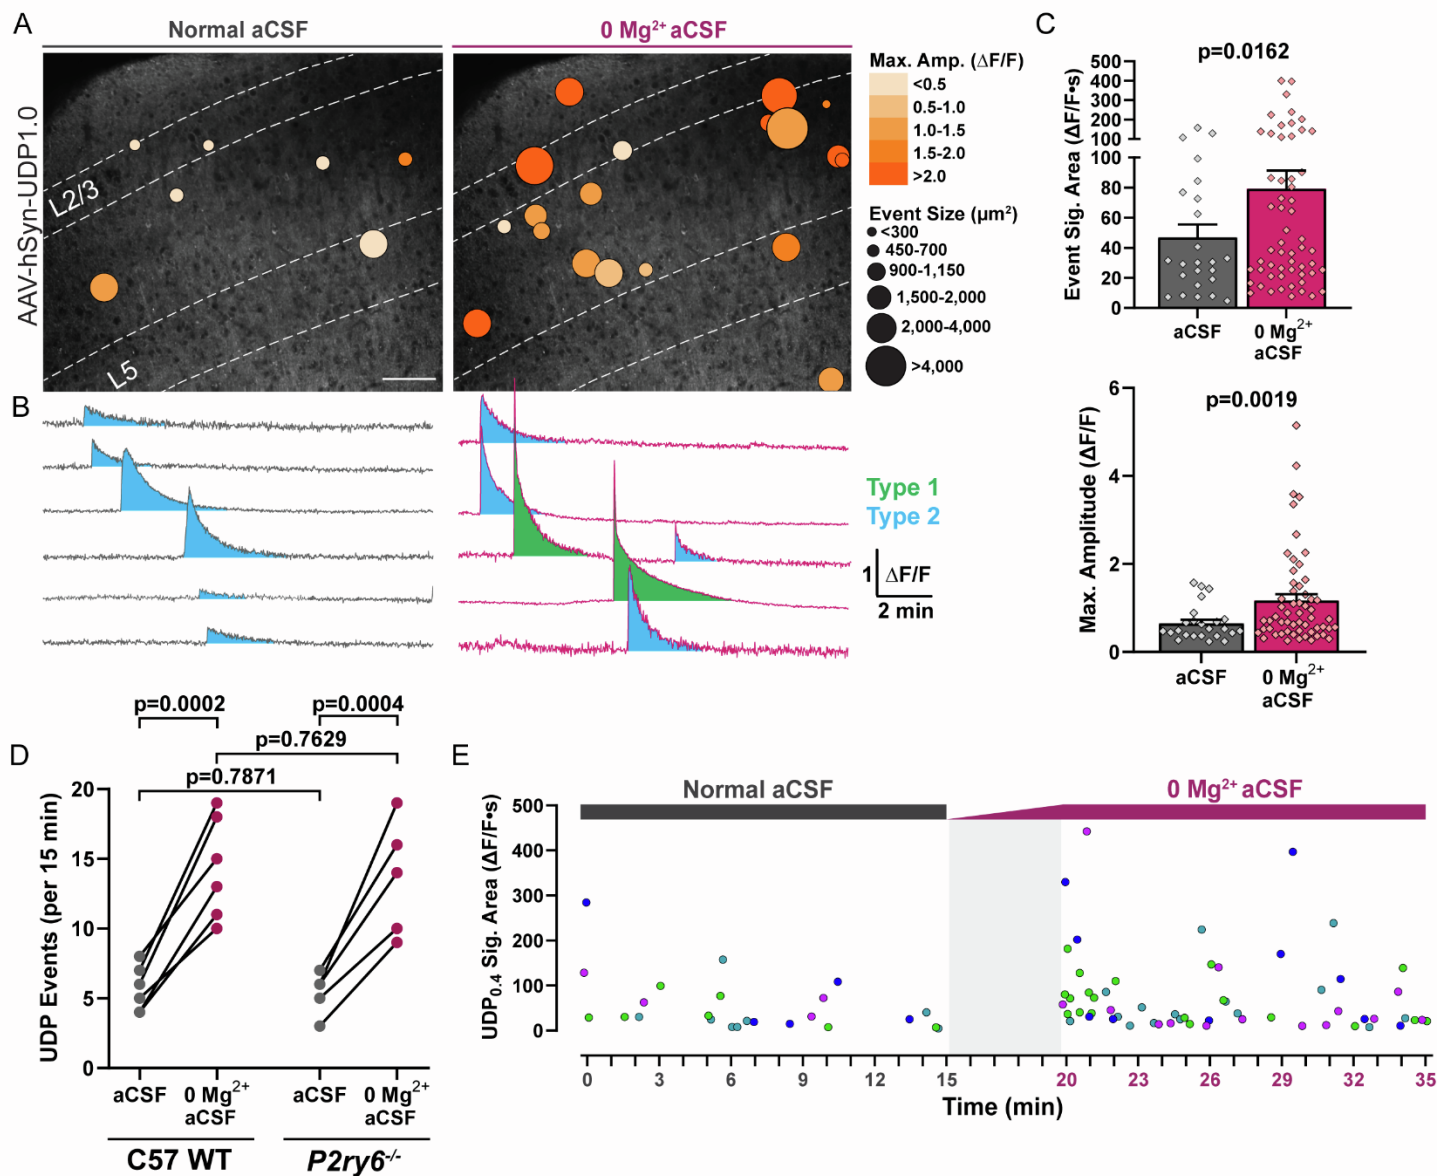 A
Normal aCSF
0 Mg²⁺ aCSF
AAV-hSyn-UDP1.0
L2/3
L5
Max. Amp. (ΔF/F)
<0.5
0.5-1.0
1.0-1.5
1.5-2.0
>2.0
Event Size (µm²)
<300
450-700
900-1,150
1,500-2,000
2,000-4,000
>4,000
B
Type 1
Type 2
1 ΔF/F
2 min
C
p=0.0162
Event Sig. Area (ΔF/F•s)
500
400
300
200
100
100
80
60
40
20
0
aCSF
0 Mg²⁺
aCSF
p=0.0019
Max. Amplitude (ΔF/F)
6
4
2
0
aCSF
0 Mg²⁺
aCSF
D
p=0.0002
p=0.0004
p=0.7629
p=0.7871
UDP Events (per 15 min)
20
15
10
5
0
aCSF
0 Mg²⁺
aCSF
aCSF
0 Mg²⁺
aCSF
C57 WT
P2ry6⁻/⁻
E
Normal aCSF
0 Mg²⁺ aCSF
UDP₀.₄ Sig. Area (ΔF/F•s)
500
400
300
200
100
0
0 3 6 9 12 15 20 23 26 29 32 35
Time (min)